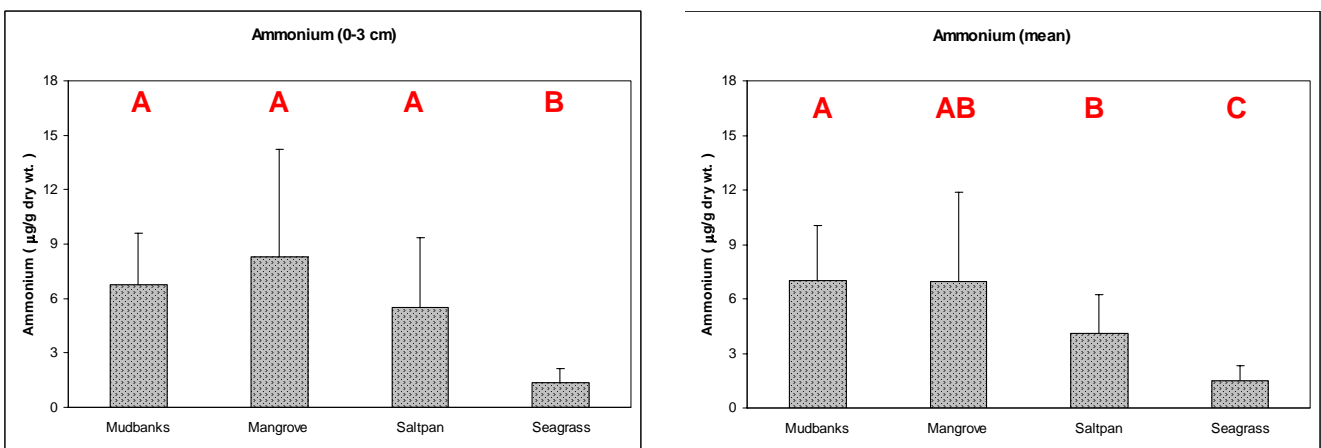 Ammonium (0-3 cm)
18
15
12
9
6
3
0
Ammonium ( µg/g dry wt. )
A A A B
Mudbanks Mangrove Saltpan Seagrass
Ammonium (mean)
18
15
12
9
6
3
0
Ammonium ( µg/g dry wt. )
A AB B C
Mudbanks Mangrove Saltpan Seagrass